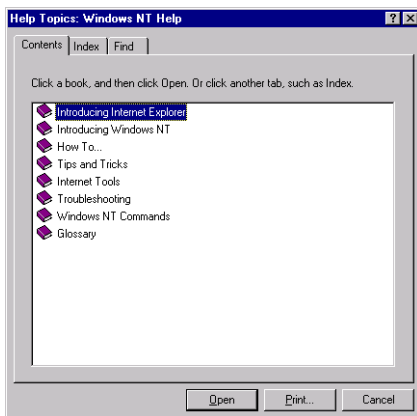 Help Topics: Windows NT Help
Contents Index Find
Click a book, and then click Open. Or click another tab, such as Index.
Introducing Internet Explorer
Introducing Windows NT
How To...
Tips and Tricks
Internet Tools
Troubleshooting
Windows NT Commands
Glossary
Open Print... Cancel